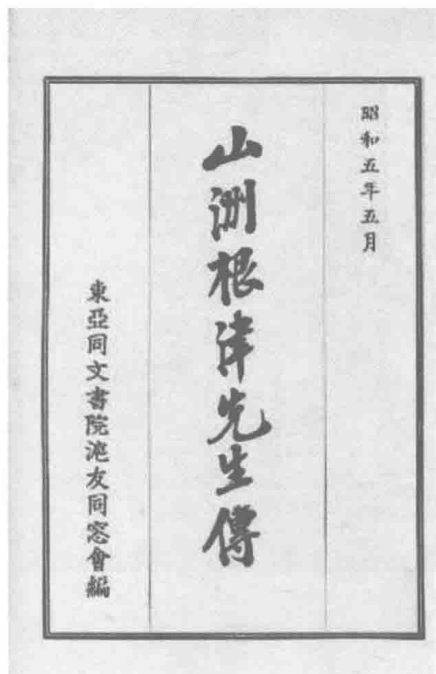 昭和五年五月
山洲根津先生傳
東亞同文書院滬友同窓會編